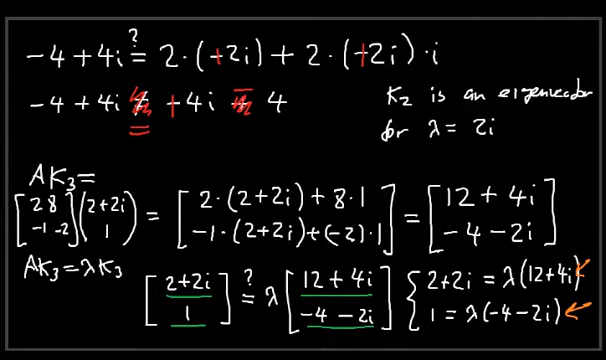 -4 + 4i ?= 2·(+2i) + 2·(+2i)·i
-4 + 4i = +4i - 4
K₂ is an eigenvector
for λ = 2i
AK₃ =
[2 8; -1 -2] (2+2i; 1) = [2·(2+2i) + 8·1; -1·(2+2i)+(-2)·1] = [12 + 4i; -4 - 2i]
AK₃ = λK₃
[2+2i; 1] ?= λ [12 + 4i; -4 - 2i] { 2+2i = λ(12+4i)
1 = λ(-4-2i)